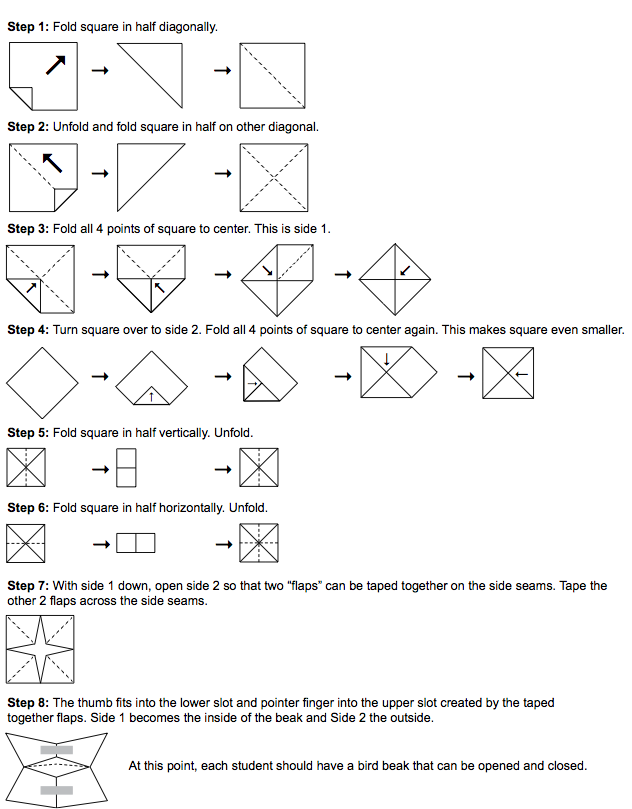 Step 1: Fold square in half diagonally.
Step 2: Unfold and fold square in half on other diagonal.
Step 3: Fold all 4 points of square to center. This is side 1.
Step 4: Turn square over to side 2. Fold all 4 points of square to center again. This makes square even smaller.
Step 5: Fold square in half vertically. Unfold.
Step 6: Fold square in half horizontally. Unfold.
Step 7: With side 1 down, open side 2 so that two "flaps" can be taped together on the side seams. Tape the
other 2 flaps across the side seams.
Step 8: The thumb fits into the lower slot and pointer finger into the upper slot created by the taped
together flaps. Side 1 becomes the inside of the beak and Side 2 the outside.
At this point, each student should have a bird beak that can be opened and closed.